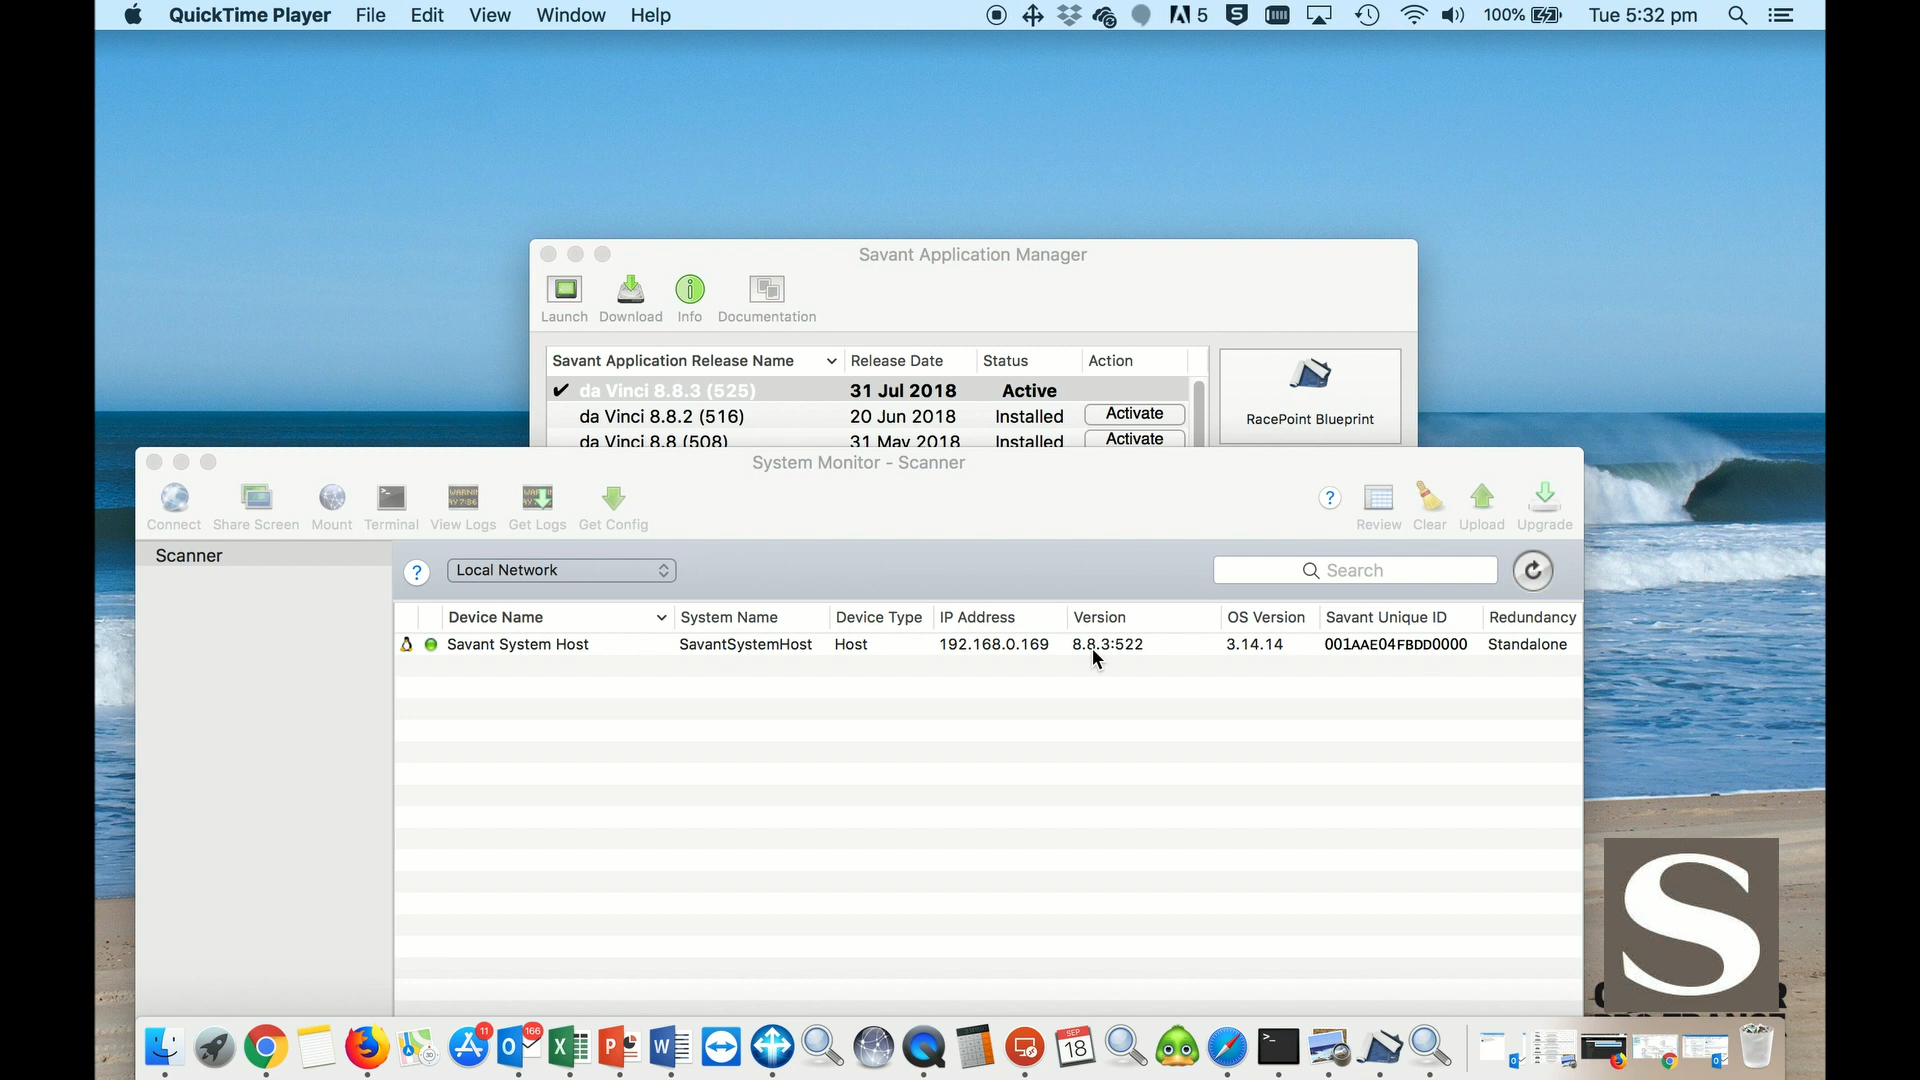 QuickTime Player File Edit View Window Help 5 100% Tue 5:32 pm
Savant Application Manager
Launch Download Info Documentation
Savant Application Release Name Release Date Status Action
da Vinci 8.8.3 (525) 31 Jul 2018 Active
da Vinci 8.8.2 (516) 20 Jun 2018 Installed Activate
da Vinci 8.8 (508) 31 May 2018 Installed Activate
RacePoint Blueprint
System Monitor - Scanner
Connect Share Screen Mount Terminal View Logs Get Logs Get Config ? Review Clear Upload Upgrade
Scanner
? Local Network Search
Device Name System Name Device Type IP Address Version OS Version Savant Unique ID Redundancy
Savant System Host SavantSystemHost Host 192.168.0.169 8.8.3:522 3.14.14 001AAE04FBDD0000 Standalone
S
11 166 SEP 18